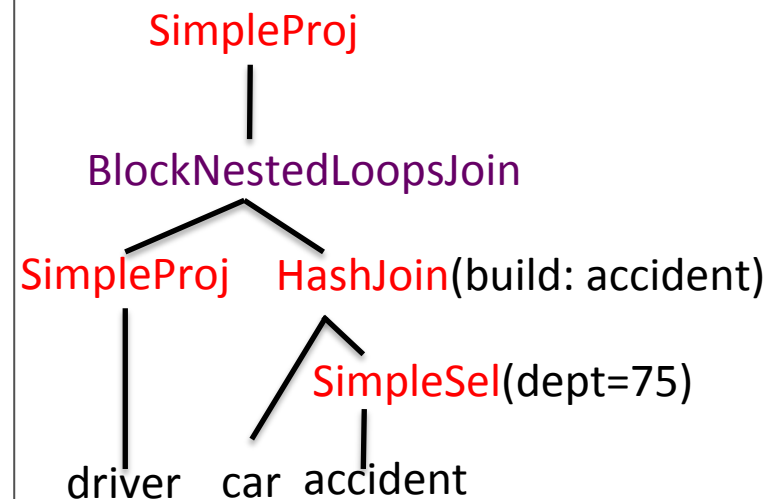 SimpleProj
BlockNestedLoopsJoin
SimpleProj HashJoin(build: accident)
SimpleSel(dept=75)
driver car accident